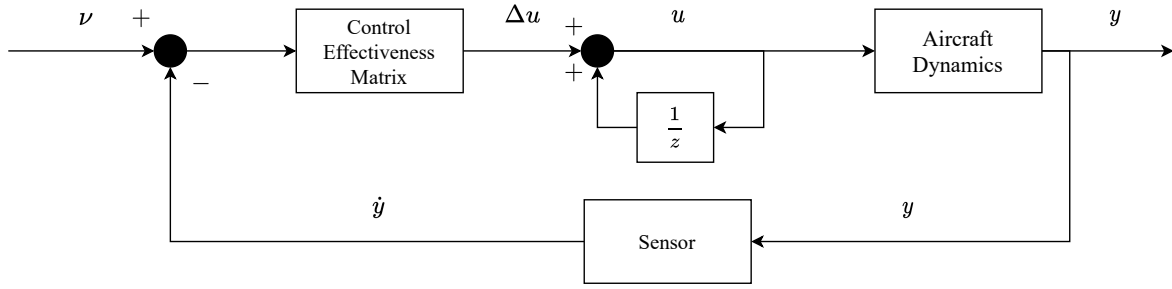 ν
+
−
Control
Effectiveness
Matrix
Δu
+
+
u
1
z
Aircraft
Dynamics
y
ẏ
Sensor
y